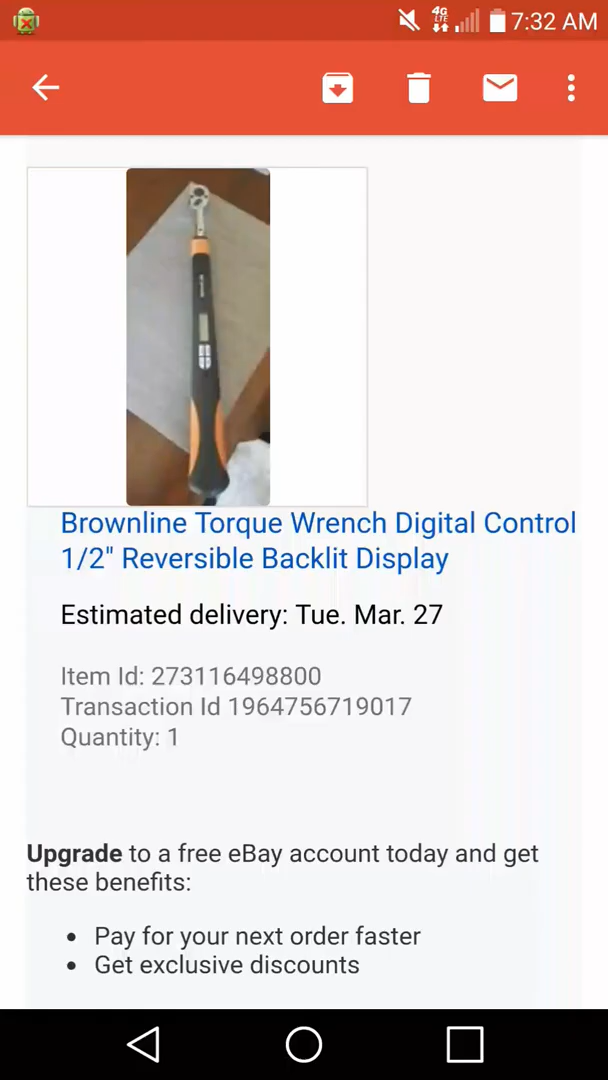 4G
LTE
7:32 AM
Brownline Torque Wrench Digital Control
1/2" Reversible Backlit Display
Estimated delivery: Tue. Mar. 27
Item Id: 273116498800
Transaction Id 1964756719017
Quantity: 1
Upgrade to a free eBay account today and get
these benefits:
• Pay for your next order faster
• Get exclusive discounts